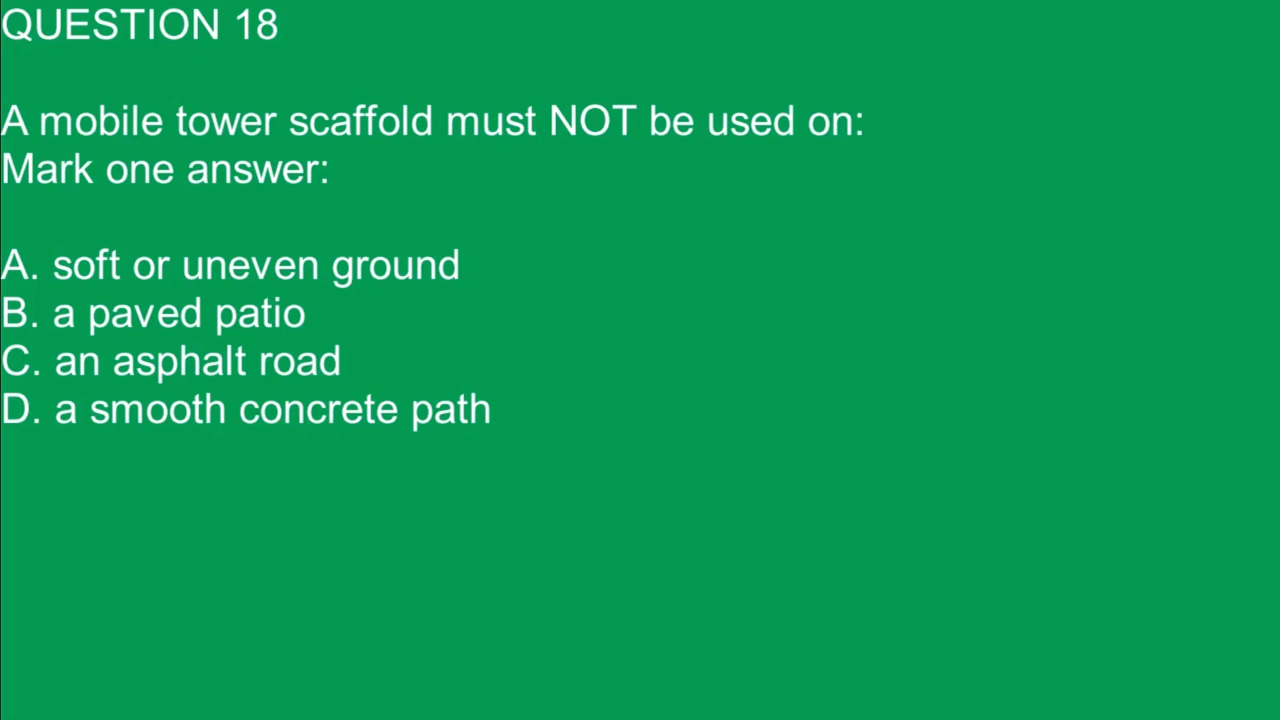 QUESTION 18
A mobile tower scaffold must NOT be used on:
Mark one answer:
A. soft or uneven ground
B. a paved patio
C. an asphalt road
D. a smooth concrete path